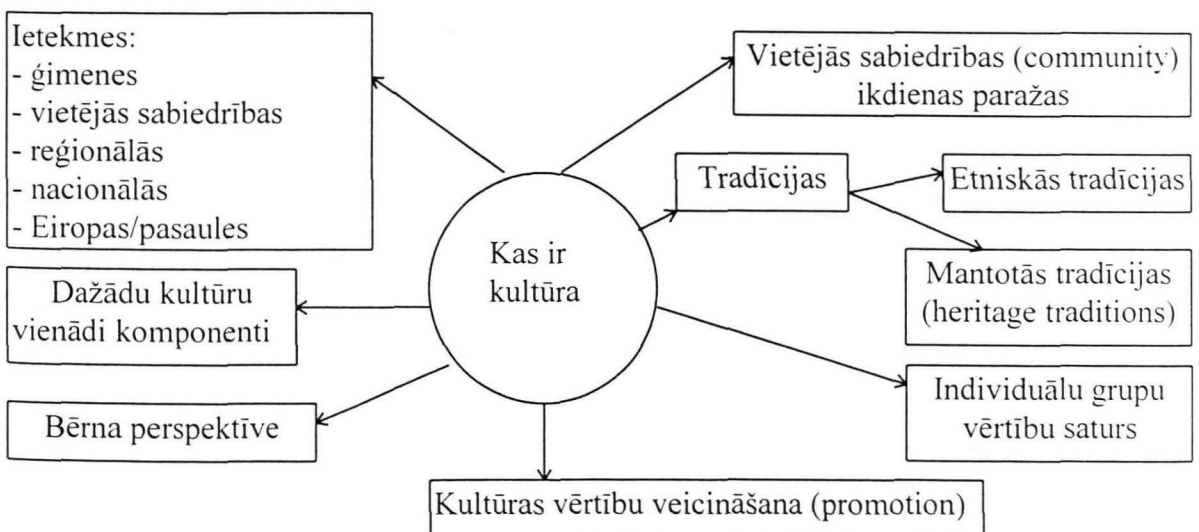 Ietekmes:
- ģimenes
- vietējās sabiedrības
- reģionālās
- nacionālās
- Eiropas/pasaules
Vietējās sabiedrības (community)
ikdienas paražas
Tradīcijas
Etniskās tradīcijas
Mantotās tradīcijas
(heritage traditions)
Kas ir
kultūra
Dažādu kultūru
vienādi komponenti
Bērna perspektīve
Individuālu grupu
vērtību saturs
Kultūras vērtību veicināšana (promotion)